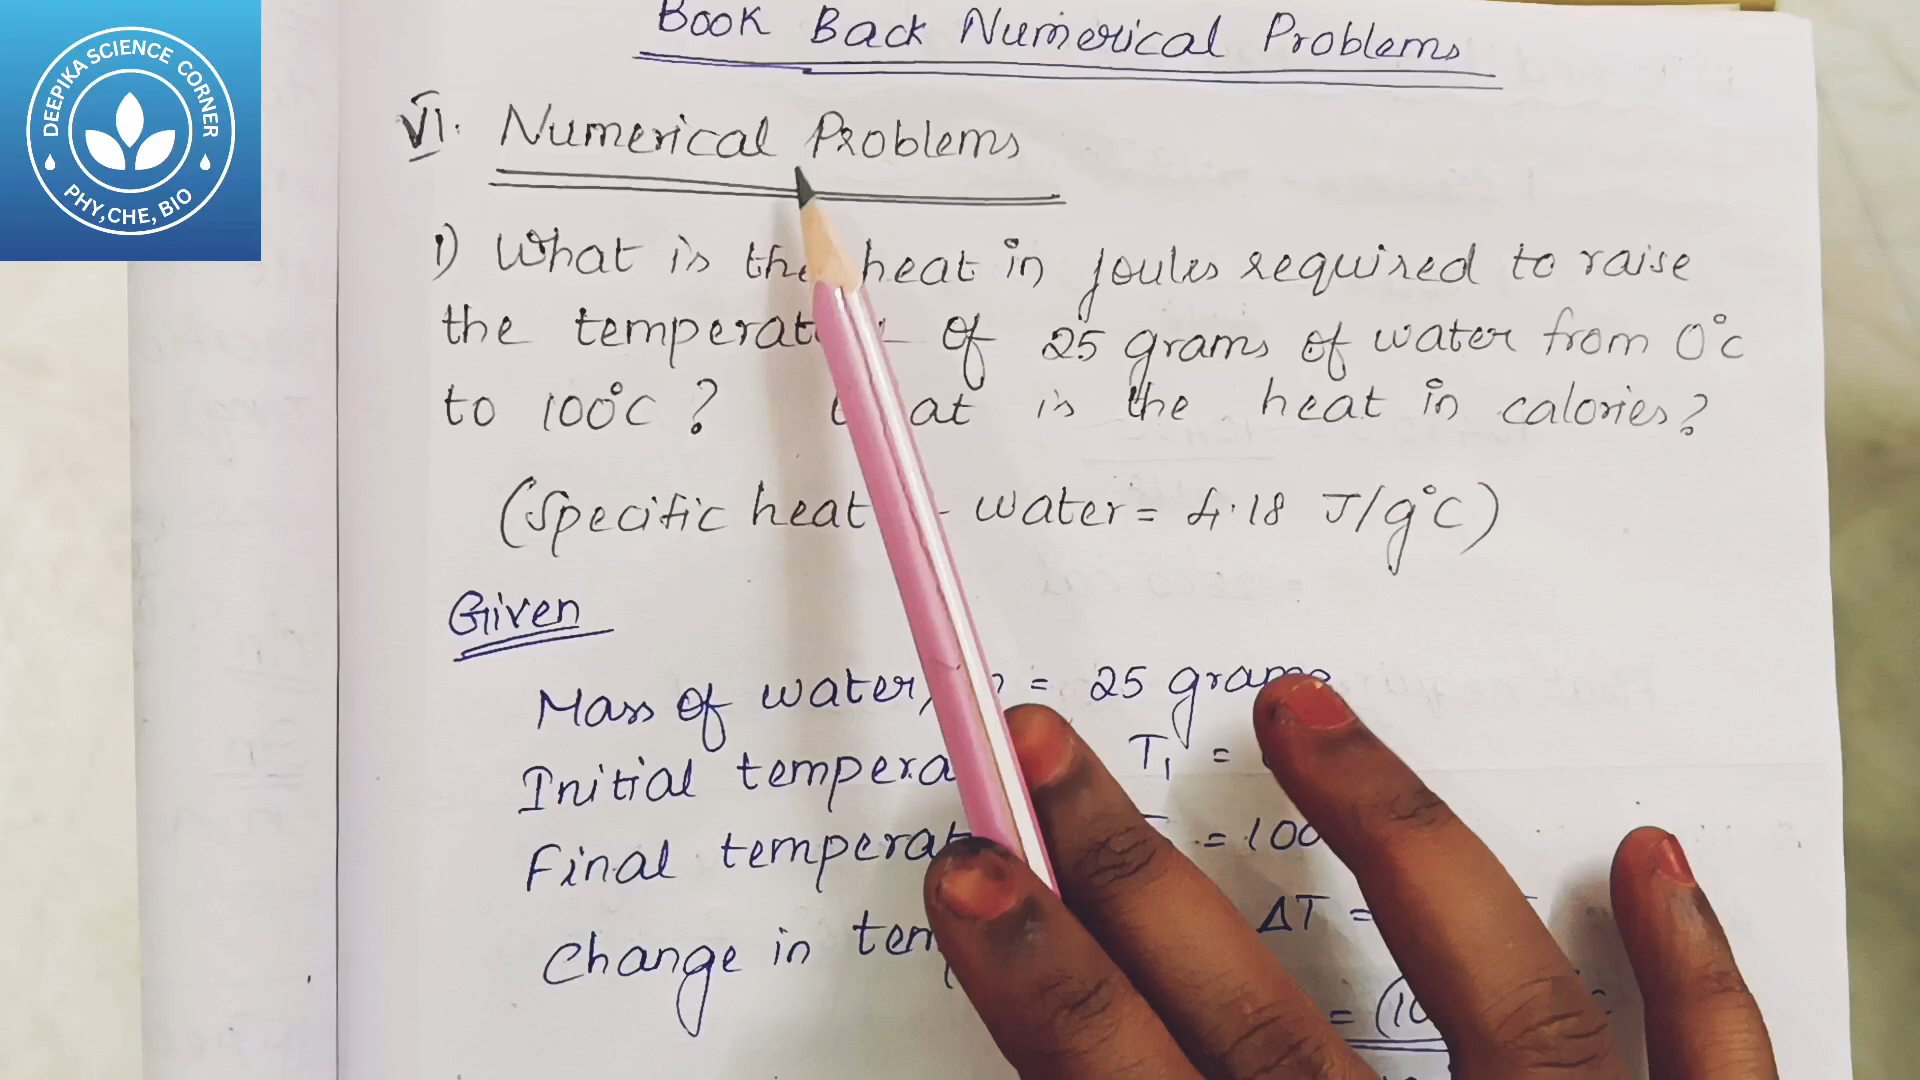 DEEPIKA SCIENCE CORNER
PHY,CHE, BIO
Book Back Numerical Problems
VI. Numerical Problems
1) What is the heat in joules required to raise
the temperat of 25 grams of water from 0°C
to 100°C ? at is the heat in calories?
(Specific heat water = 4.18 J/g°C)
Given
Mass of water, = 25 grams
Initial tempera T₁ =
Final temperat = 100
Change in tem ΔT =
= (10